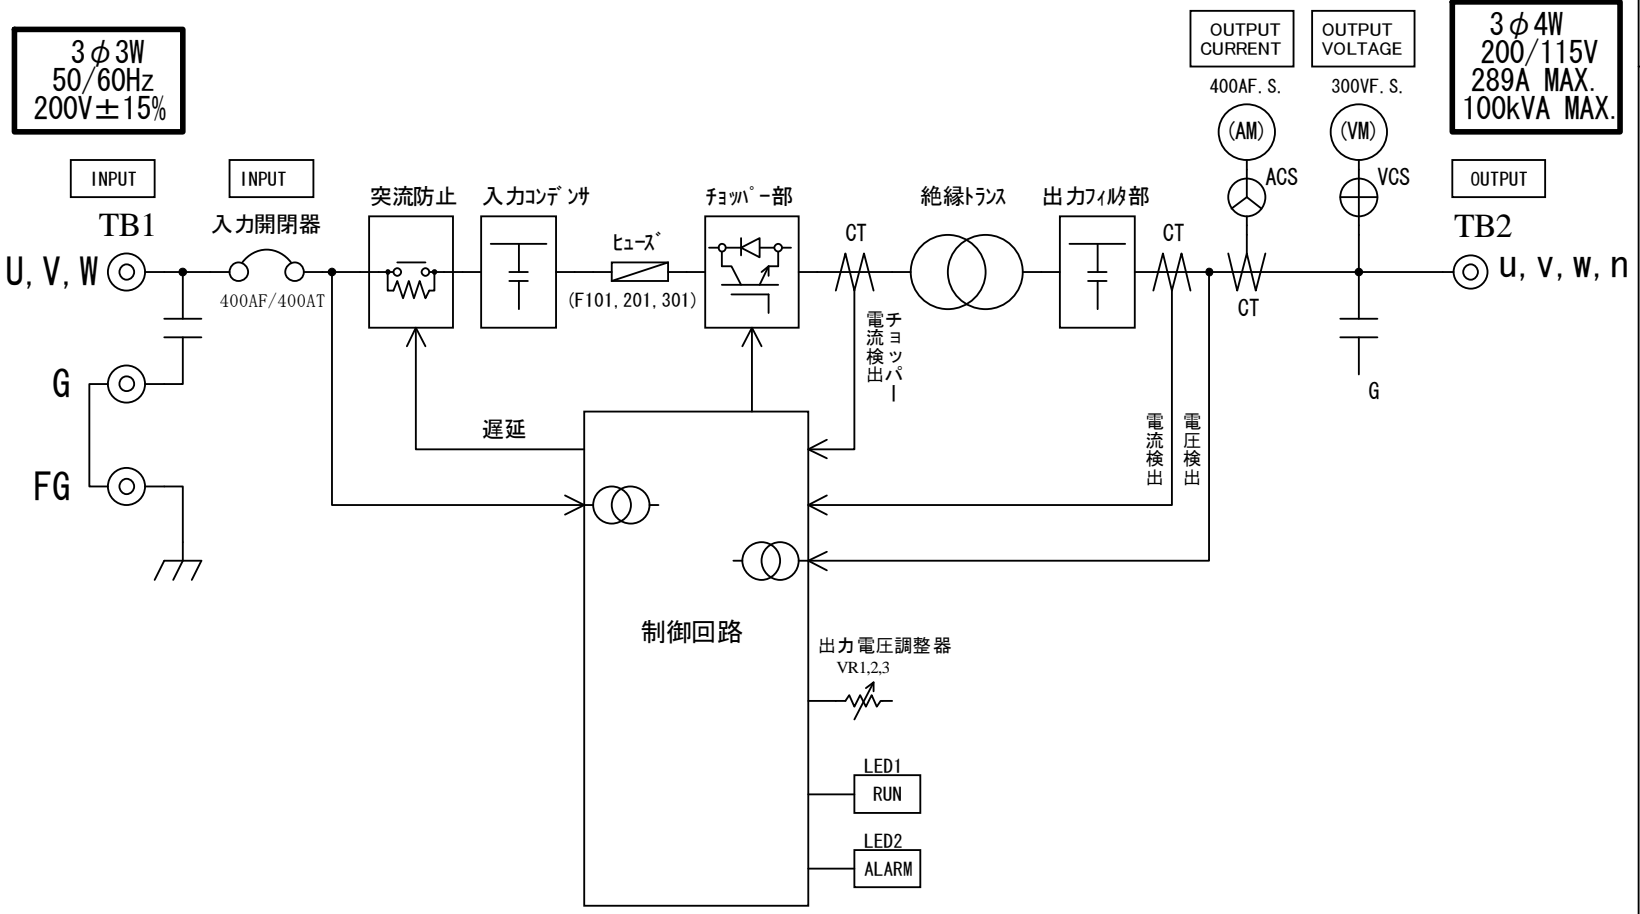 3φ3W
50/60Hz
200V±15%
OUTPUT
CURRENT
OUTPUT
VOLTAGE
3φ4W
200/115V
289A MAX.
100kVA MAX.
400AF.S.
300VF.S.
(AM)
(VM)
INPUT
INPUT
ACS
VCS
OUTPUT
TB1
入力開閉器
突流防止
入力コンデンサ
チョッパー部
絶縁トランス
出力フィルタ部
TB2
ヒューズ
CT
CT
U,V,W
u,v,w,n
400AF/400AT
(F101,201,301)
CT
チョッパー
電流検出
G
G
遅延
電流検出
電圧検出
FG
制御回路
出力電圧調整器
VR1,2,3
LED1
RUN
LED2
ALARM